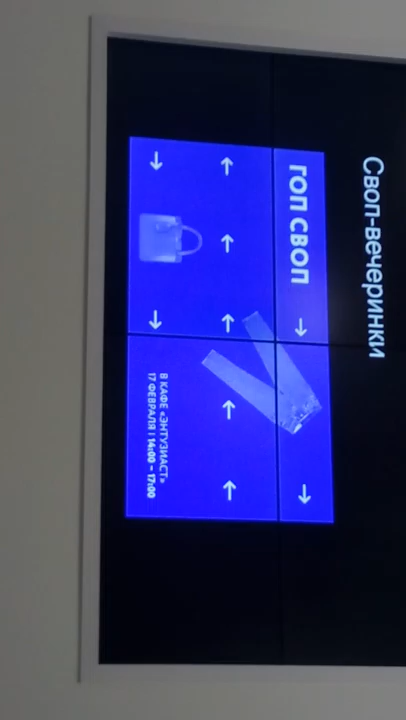 Своп-вечеринки
ГОП СВОП
В КАФЕ «ЭНТУЗИАСТ»
17 ФЕВРАЛЯ | 14:00 – 17:00